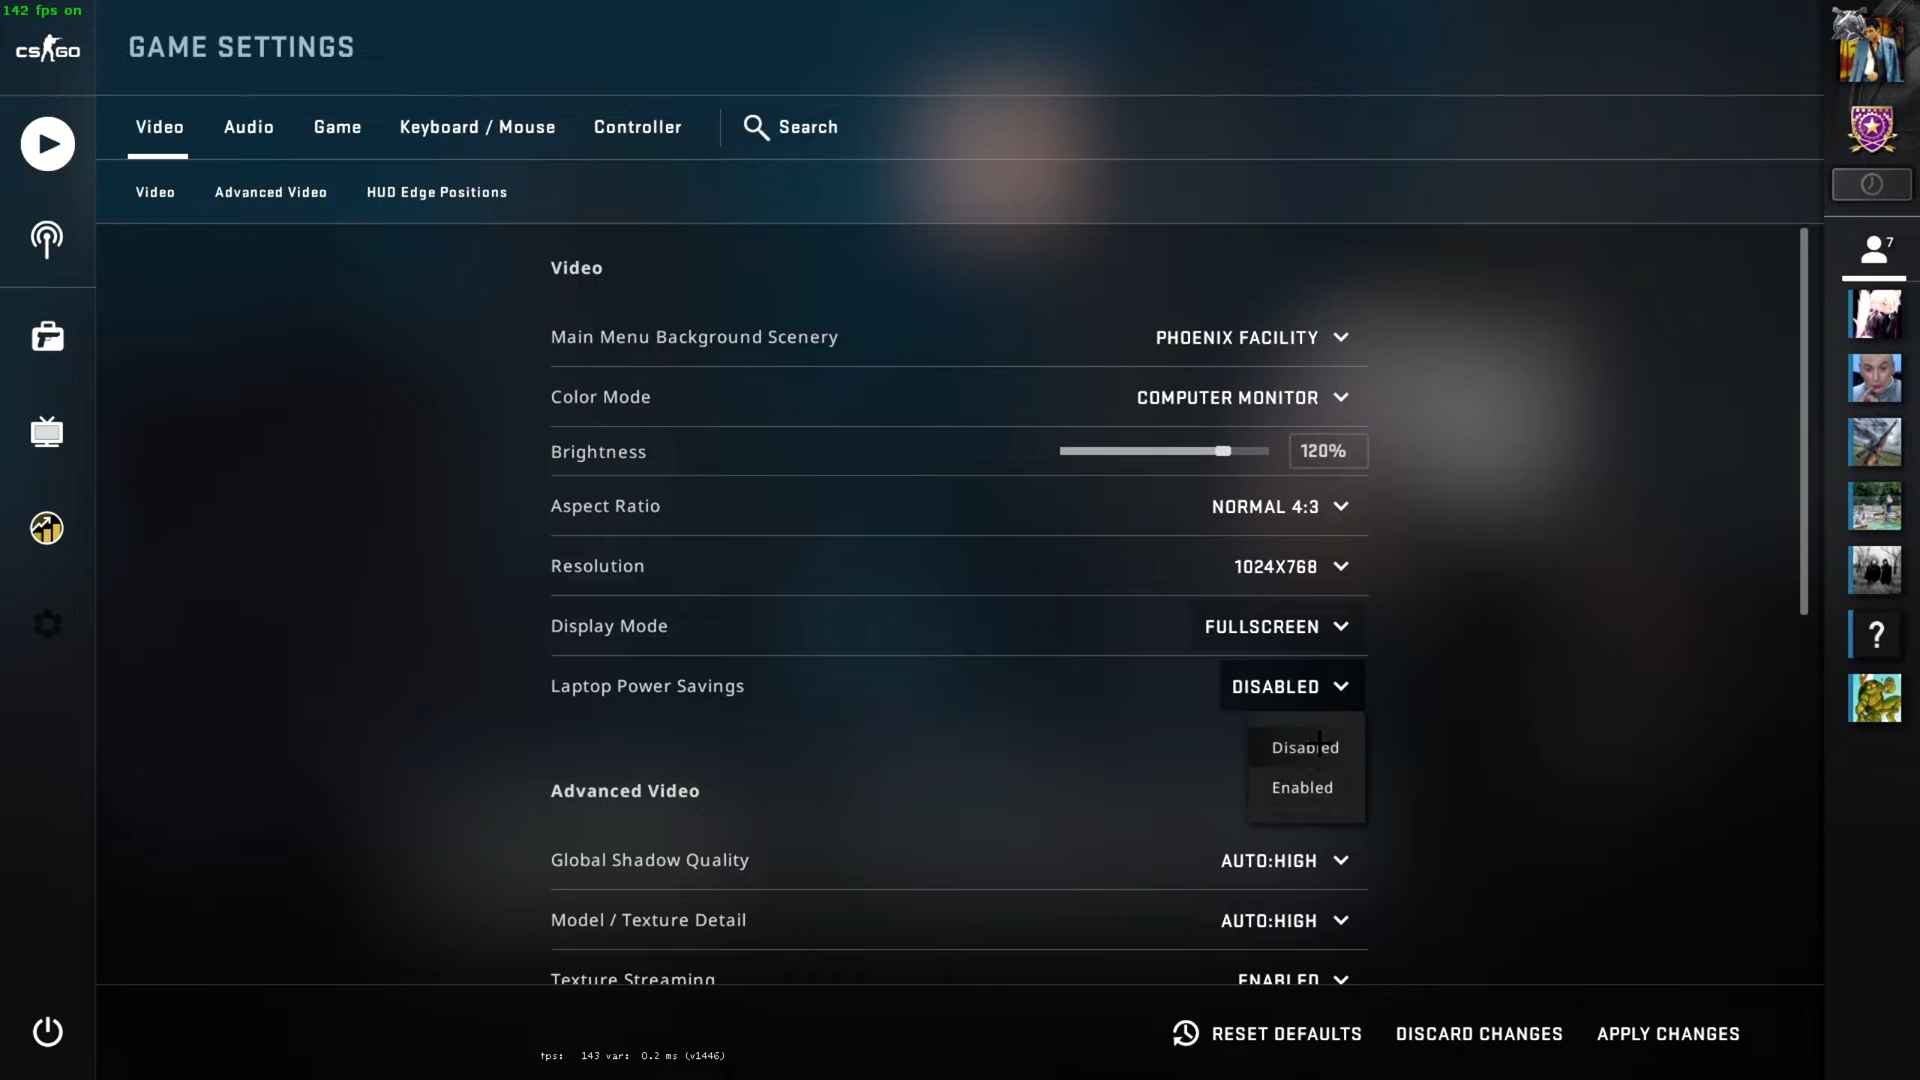 142 fps on
CS GO
GAME SETTINGS
Video Audio Game Keyboard / Mouse Controller Search
Video Advanced Video HUD Edge Positions
7
Video
Main Menu Background Scenery PHOENIX FACILITY
Color Mode COMPUTER MONITOR
Brightness 120%
Aspect Ratio NORMAL 4:3
Resolution 1024X768
Display Mode FULLSCREEN
?
Laptop Power Savings DISABLED
Disabled
Enabled
Advanced Video
Global Shadow Quality AUTO:HIGH
Model / Texture Detail AUTO:HIGH
Texture Streaming ENABLED
RESET DEFAULTS DISCARD CHANGES APPLY CHANGES
fps: 143 var: 0.2 ms (v1446)